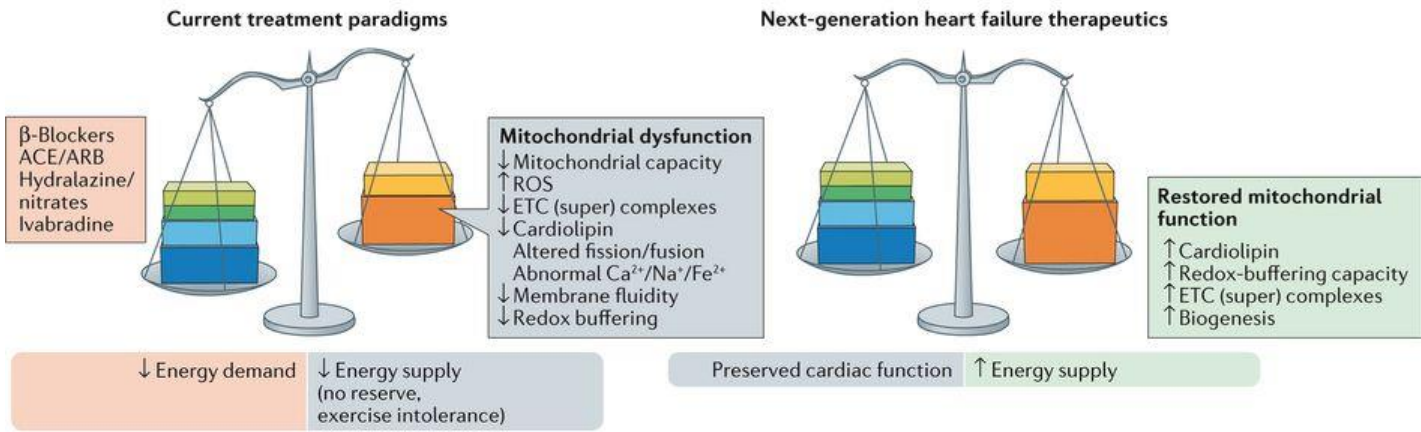 Current treatment paradigms
Next-generation heart failure therapeutics
β-Blockers
ACE/ARB
Hydralazine/
nitrates
Ivabradine
Mitochondrial dysfunction
↓ Mitochondrial capacity
↑ ROS
↓ ETC (super) complexes
↓ Cardiolipin
Altered fission/fusion
Abnormal Ca²⁺/Na⁺/Fe²⁺
↓ Membrane fluidity
↓ Redox buffering
Restored mitochondrial
function
↑ Cardiolipin
↑ Redox-buffering capacity
↑ ETC (super) complexes
↑ Biogenesis
↓ Energy demand
↓ Energy supply
(no reserve,
exercise intolerance)
Preserved cardiac function
↑ Energy supply